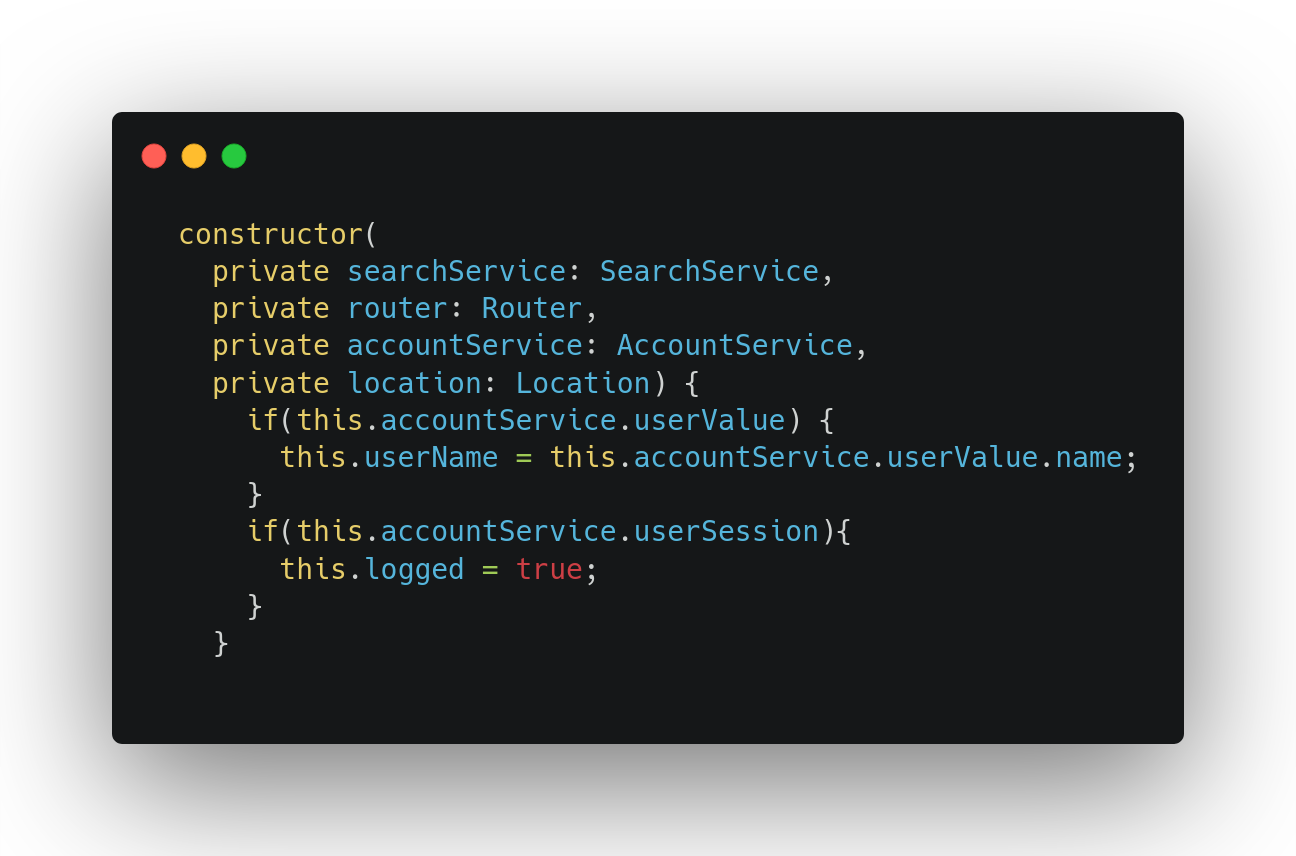 constructor(
  private searchService: SearchService,
  private router: Router,
  private accountService: AccountService,
  private location: Location) {
    if(this.accountService.userValue) {
      this.userName = this.accountService.userValue.name;
    }
    if(this.accountService.userSession){
      this.logged = true;
    }
  }